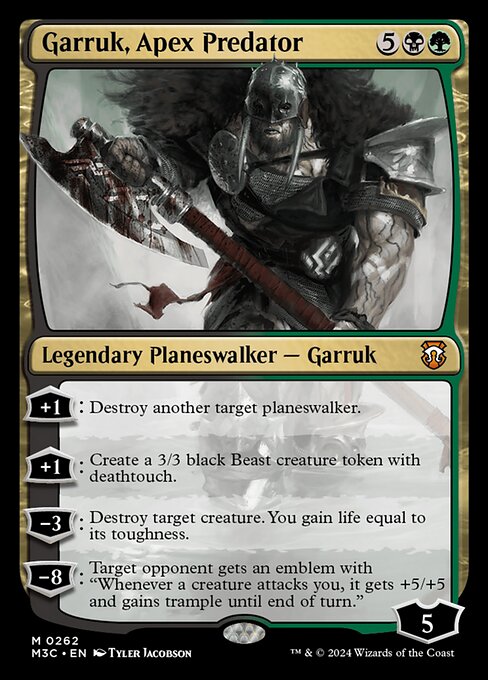 Garruk, Apex Predator 5
Legendary Planeswalker — Garruk
+1 : Destroy another target planeswalker.
+1 : Create a 3/3 black Beast creature token with
deathtouch.
−3 : Destroy target creature. You gain life equal to
its toughness.
−8 : Target opponent gets an emblem with
“Whenever a creature attacks you, it gets +5/+5
and gains trample until end of turn.”
5
M 0262
M3C • EN Tyler Jacobson
™ & © 2024 Wizards of the Coast